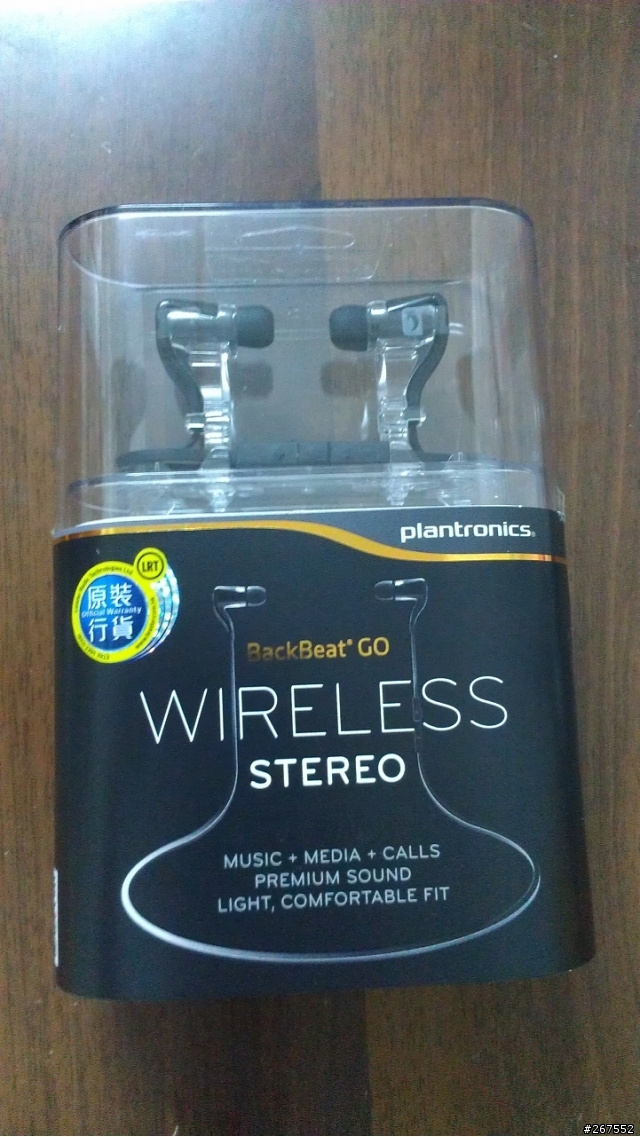 plantronics®
LRT
原裝
Official Warranty
行貨
BackBeat® GO
WIRELESS
STEREO
MUSIC + MEDIA + CALLS
PREMIUM SOUND
LIGHT, COMFORTABLE FIT
#267552